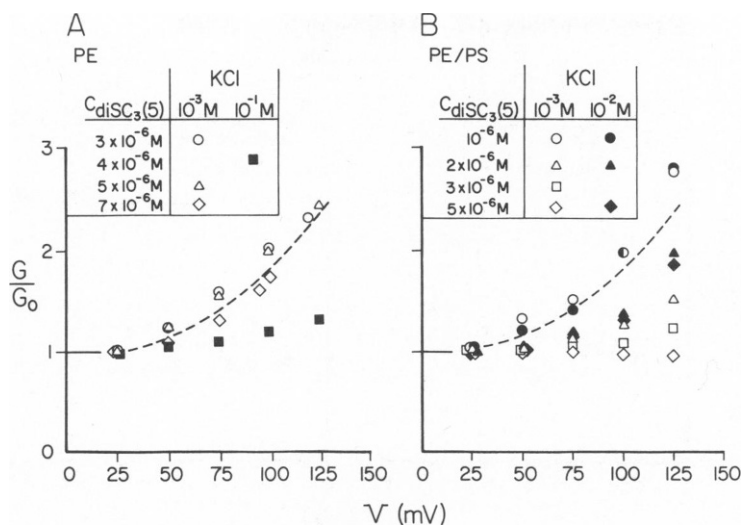 A
PE
KCl
CdiSC₃(5) 10⁻³M 10⁻¹M
3 x 10⁻⁶M
4 x 10⁻⁶M
5 x 10⁻⁶M
7 x 10⁻⁶M
3
2
1
0
G
G₀
0 25 50 75 100 125 150
B
PE/PS
KCl
CdiSC₃(5) 10⁻³M 10⁻²M
10⁻⁶M
2 x 10⁻⁶M
3 x 10⁻⁶M
5 x 10⁻⁶M
0 25 50 75 100 125 150
V (mV)